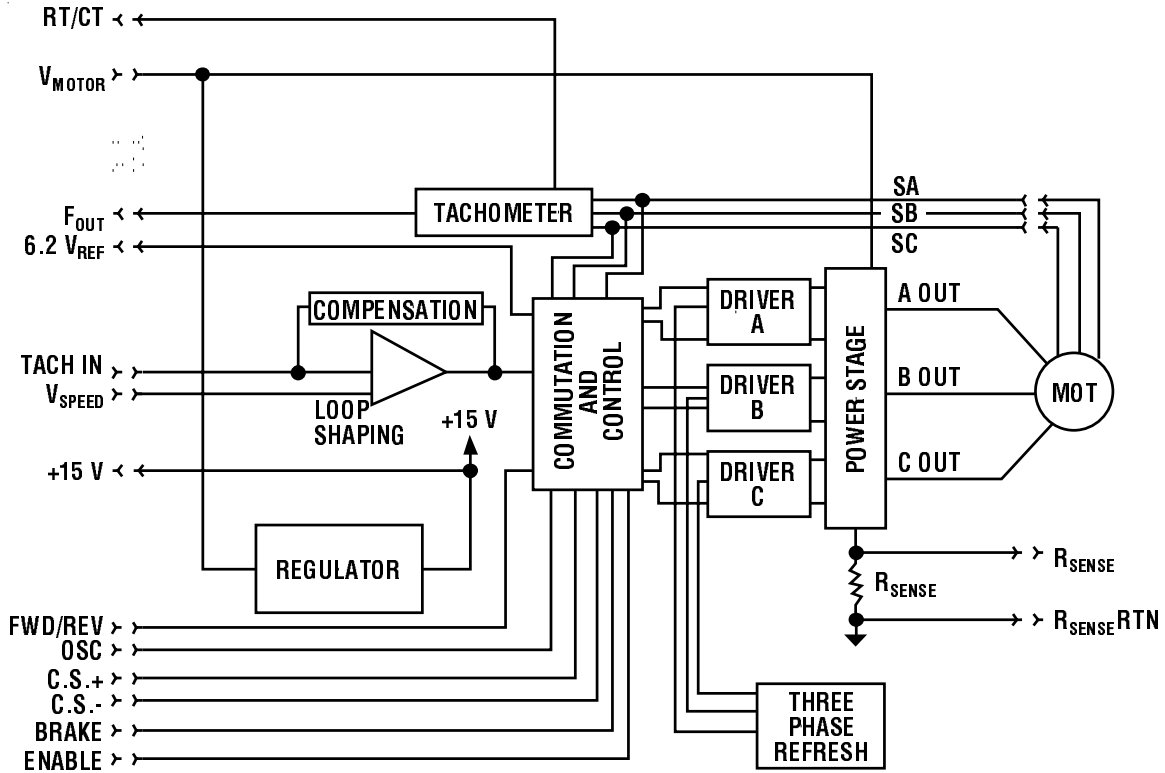 RT/CT
VMOTOR
FOUT
6.2 VREF
TACHOMETER
SA
SB
SC
COMPENSATION
TACH IN
VSPEED
LOOP
SHAPING
+15 V
+15 V
REGULATOR
COMMUTATION
AND
CONTROL
DRIVER
A
DRIVER
B
DRIVER
C
POWER STAGE
A OUT
B OUT
C OUT
MOT
RSENSE
RSENSE
RSENSERTN
FWD/REV
OSC
C.S.+
C.S.-
BRAKE
ENABLE
THREE
PHASE
REFRESH